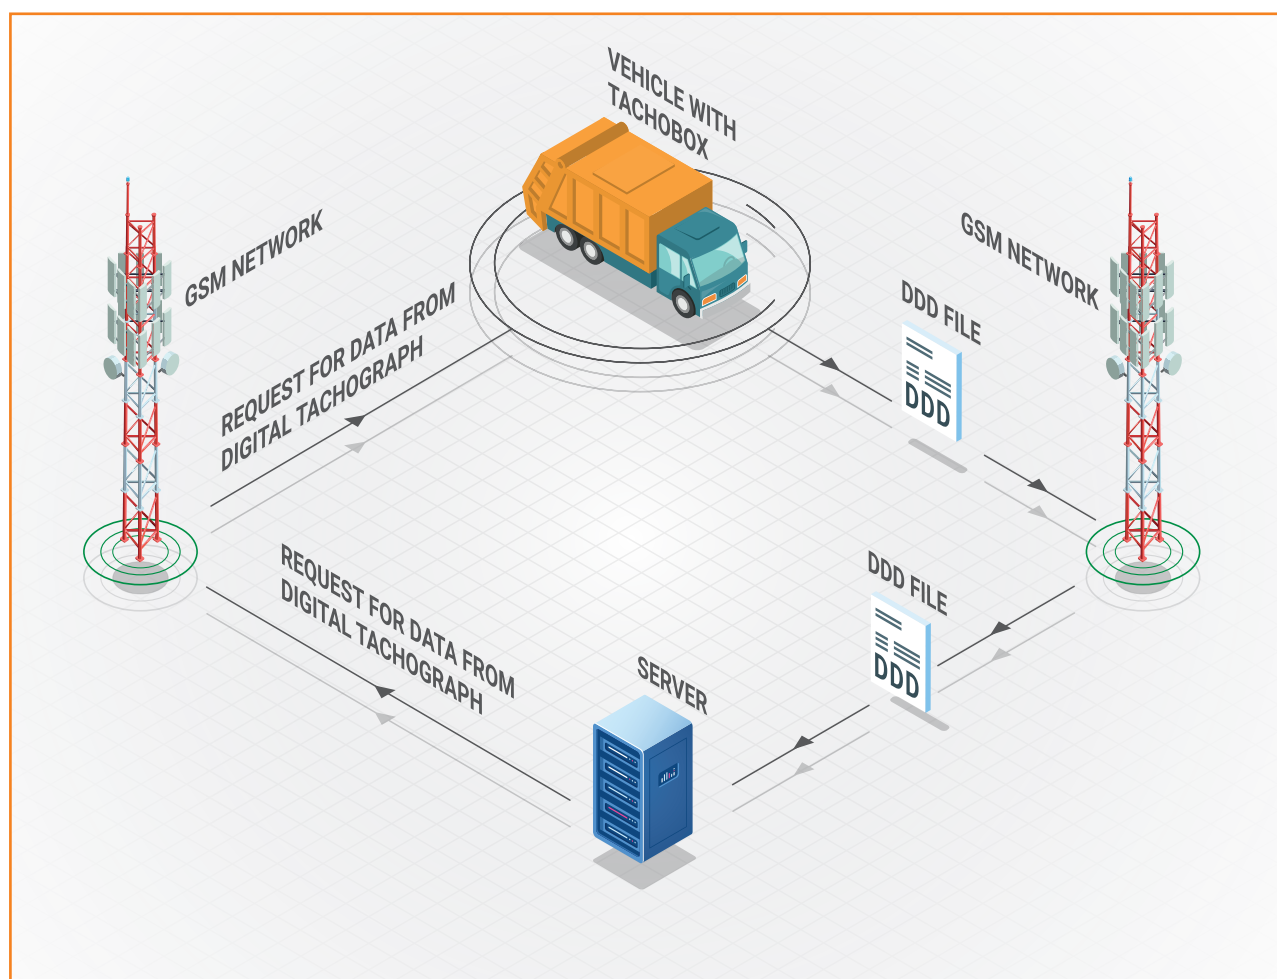 VEHICLE WITH
TACHOBOX
GSM NETWORK
GSM NETWORK
REQUEST FOR DATA FROM
DIGITAL TACHOGRAPH
DDD FILE
DDD
REQUEST FOR DATA FROM
DIGITAL TACHOGRAPH
DDD FILE
DDD
SERVER